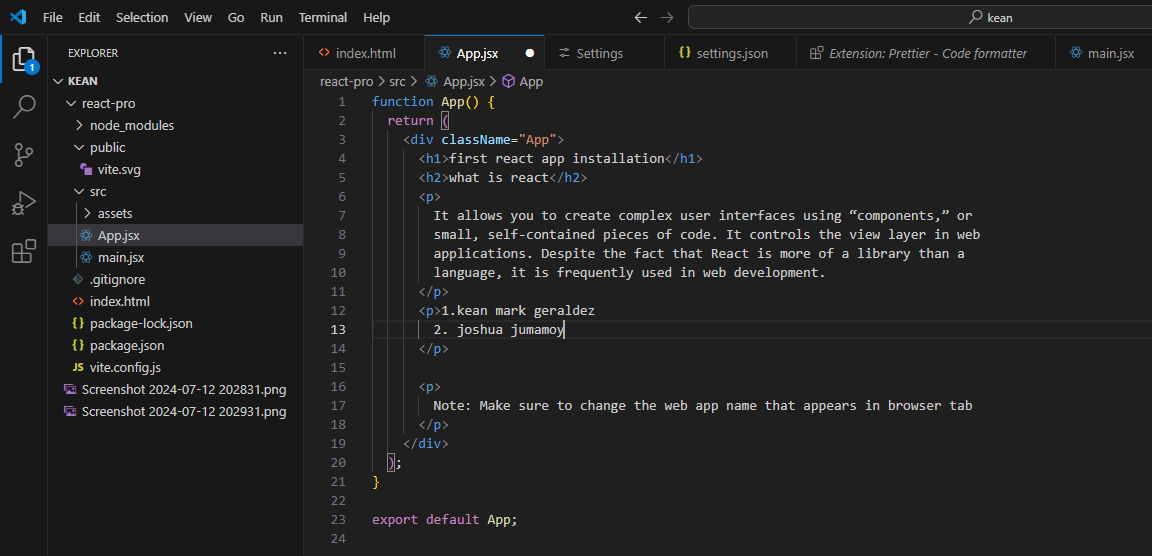 File Edit Selection View Go Run Terminal Help kean
EXPLORER ···
1
KEAN
react-pro
node_modules
public
vite.svg
src
assets
App.jsx
main.jsx
.gitignore
index.html
package-lock.json
package.json
vite.config.js
Screenshot 2024-07-12 202831.png
Screenshot 2024-07-12 202931.png
index.html App.jsx Settings settings.json Extension: Prettier - Code formatter main.jsx
react-pro > src > App.jsx > App
1 function App() {
2 return (
3 <div className="App">
4 <h1>first react app installation</h1>
5 <h2>what is react</h2>
6 <p>
7 It allows you to create complex user interfaces using “components,” or
8 small, self-contained pieces of code. It controls the view layer in web
9 applications. Despite the fact that React is more of a library than a
10 language, it is frequently used in web development.
11 </p>
12 <p>1.kean mark geraldez
13 2. joshua jumamoy
14 </p>
15
16 <p>
17 Note: Make sure to change the web app name that appears in browser tab
18 </p>
19 </div>
20 );
21 }
22
23 export default App;
24